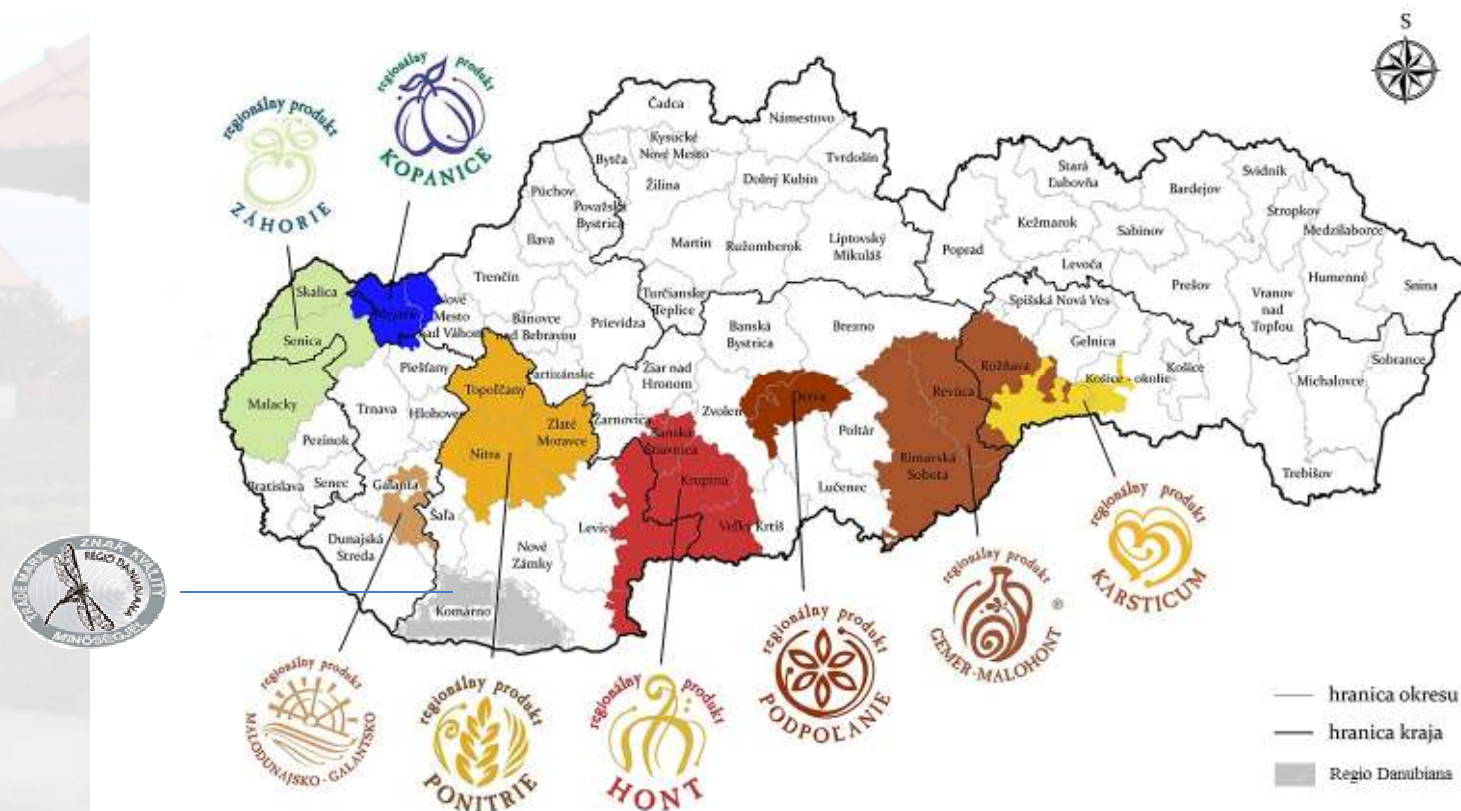 S
regionálny produkt
KOPANICE
regionálny produkt
ZÁHORIE
Čadca
Námestovo
Kysucké
Nové Mesto
Bytča
Tvrdošín
Žilina
Dolný Kubín
Púchov
Považská
Bystrica
Ilava
Martin
Ružomberok
Liptovský
Mikuláš
Stará
Ľubovňa
Bardejov
Svidník
Stropkov
Medzilaborce
Kežmarok
Sabinov
Poprad
Levoča
Prešov
Humenné
Snina
Vranov
nad
Topľou
Trenčín
Turčianske
Teplice
Spišská Nová Ves
Skalica
Myjava
Nové
Mesto
nad Váhom
Bánovce
nad Bebravou
Prievidza
Banská
Bystrica
Brezno
Gelnica
Senica
Piešťany
Partizánske
Žiar nad
Hronom
Rožňava
Košice - okolie
Košice
Sobrance
Michalovce
Topoľčany
Malacky
Trnava
Hlohovec
Zlaté
Moravce
Žarnovica
Zvolen
Detva
Revúca
Pezinok
Nitra
Banská
Štiavnica
Poltár
Rimavská
Sobota
Trebišov
Bratislava
Senec
Galanta
Krupina
Lučenec
Šaľa
Dunajská
Streda
Levice
Veľký Krtíš
Nové
Zámky
Komárno
ZNAK KVALITY
TRADE MARK
REGIO DANUBIANA
MINŐSÉGJEL
regionálny produkt
KARSTICUM
regionálny produkt
GEMER-MALOHONT
®
regionálny produkt
PODPOĽANIE
regionálny produkt
HONT
regionálny produkt
PONITRIE
regionálny produkt
MALODUNAJSKO - GALANTSKO
hranica okresu
hranica kraja
Regio Danubiana